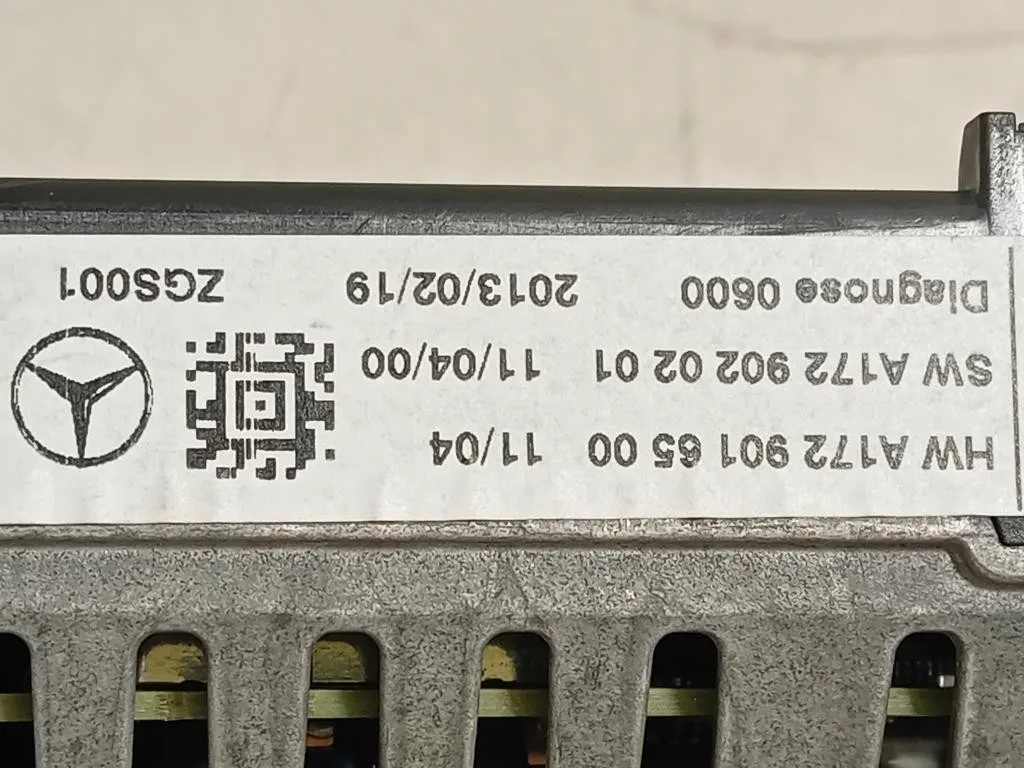 HW A172 901 65 00 11/04
SW A172 902 02 01 11/04/00
Diagnose 0600 2013/02/19 ZGS001